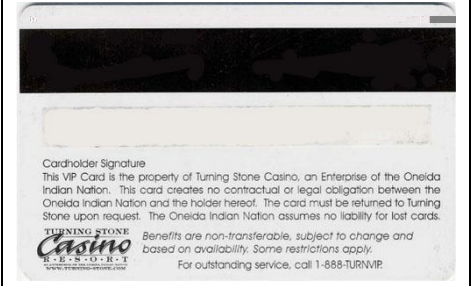 Cardholder Signature
This VIP Card is the property of Turning Stone Casino, an Enterprise of the Oneida
Indian Nation. This card creates no contractual or legal obligation between the
Oneida Indian Nation and the holder hereof. The card must be returned to Turning
Stone upon request. The Oneida Indian Nation assumes no liability for lost cards.
TURNING STONE
Casino
R·E·S·O·R·T
WWW.TURNING-STONE.COM
Benefits are non-transferable, subject to change and
based on availability. Some restrictions apply.
For outstanding service, call 1-888-TURNVIP.